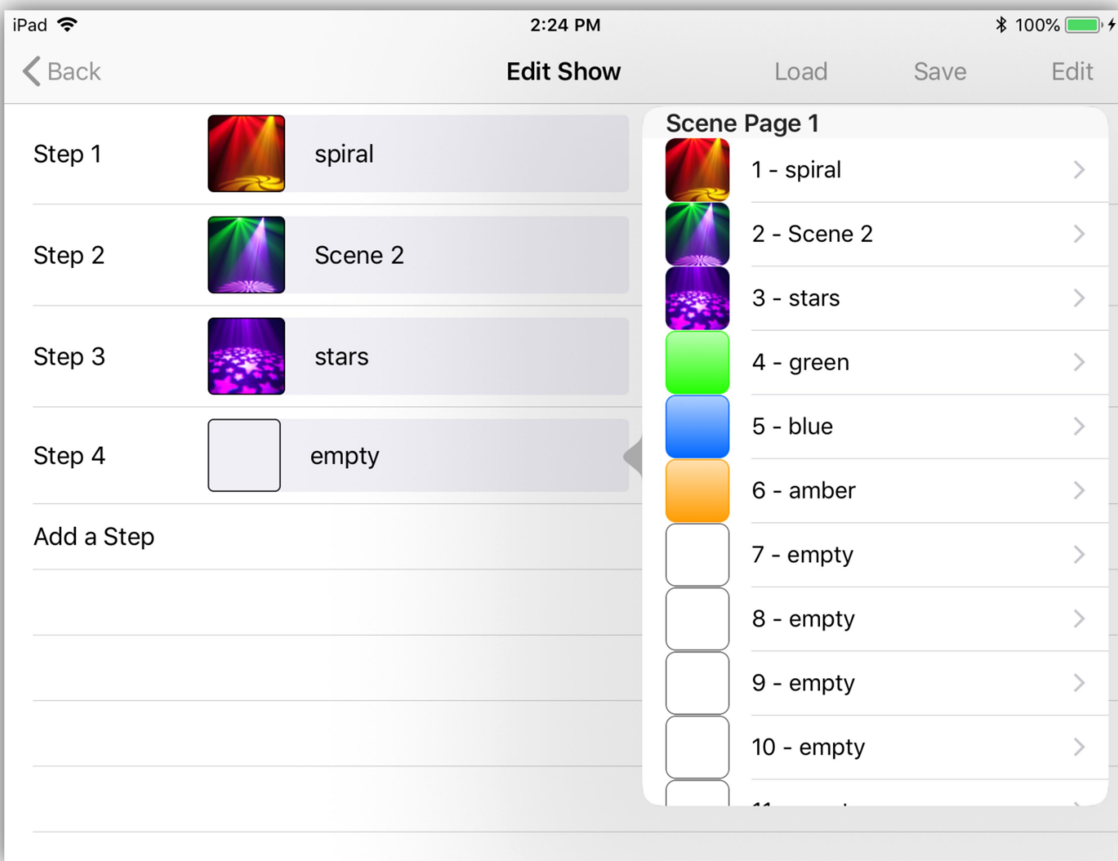 iPad 2:24 PM 100%
Back Edit Show Load Save Edit
Step 1 spiral
Step 2 Scene 2
Step 3 stars
Step 4 empty
Add a Step
Scene Page 1
1 - spiral
2 - Scene 2
3 - stars
4 - green
5 - blue
6 - amber
7 - empty
8 - empty
9 - empty
10 - empty